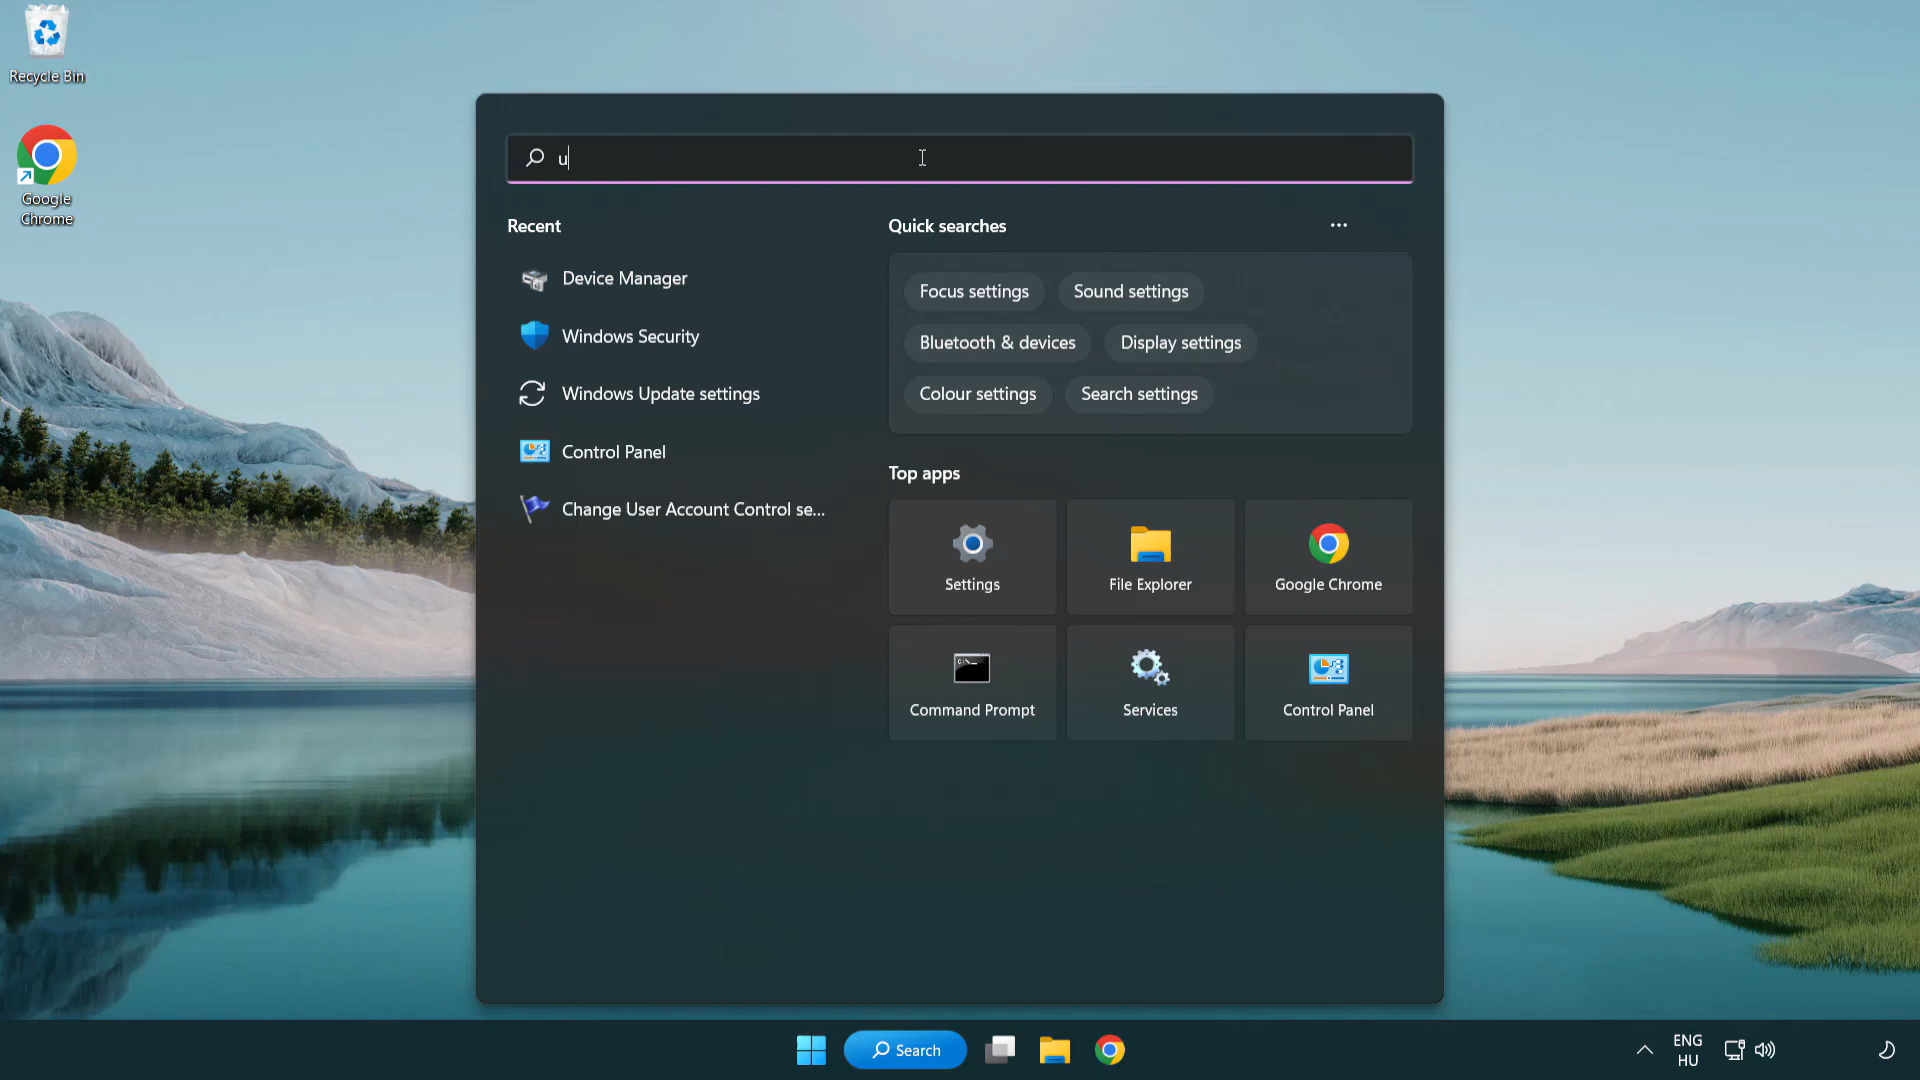 Recycle Bin
Google
Chrome
u
Recent
Device Manager
Windows Security
Windows Update settings
Control Panel
Change User Account Control se...
Quick searches
Focus settings
Sound settings
Bluetooth & devices
Display settings
Colour settings
Search settings
Top apps
Settings
File Explorer
Google Chrome
Command Prompt
Services
Control Panel
Search
ENG
HU